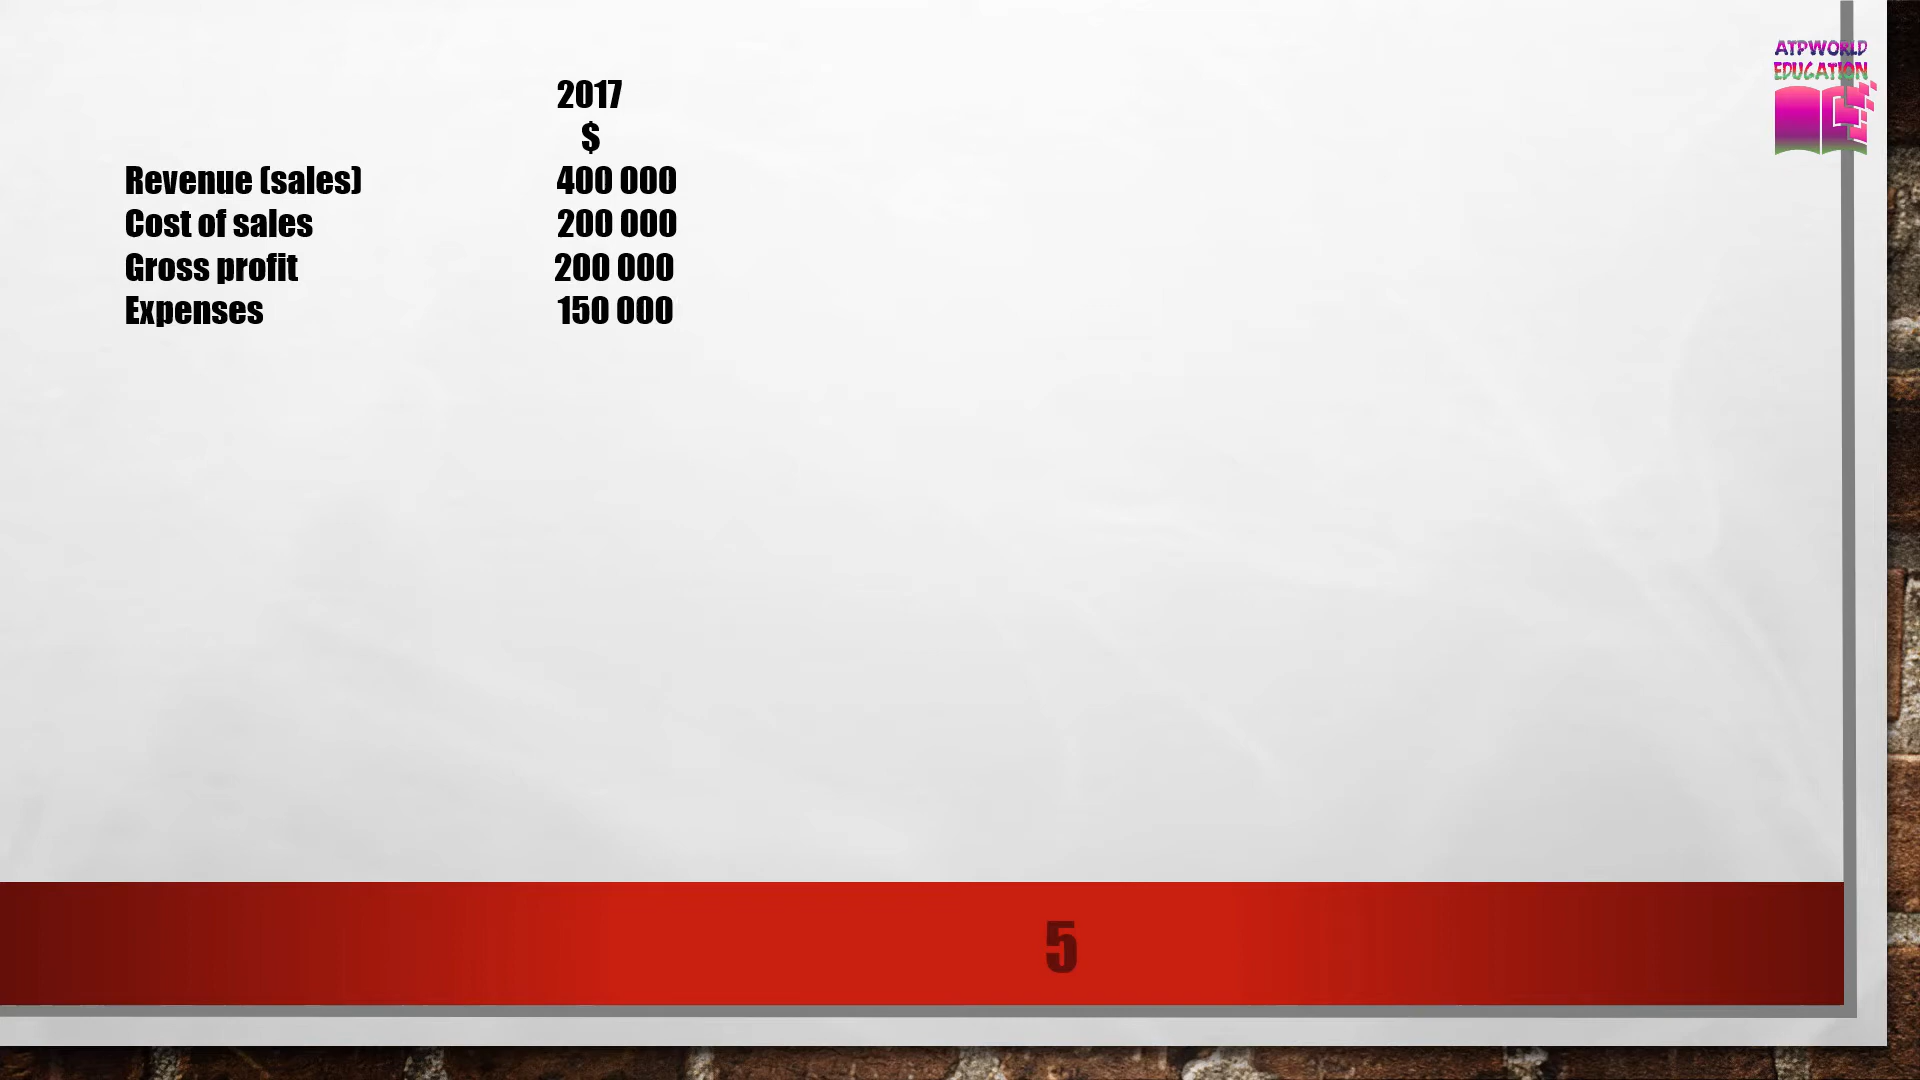 ATPWORLD
EDUCATION
2017
$
Revenue (sales) 400 000
Cost of sales 200 000
Gross profit 200 000
Expenses 150 000
5